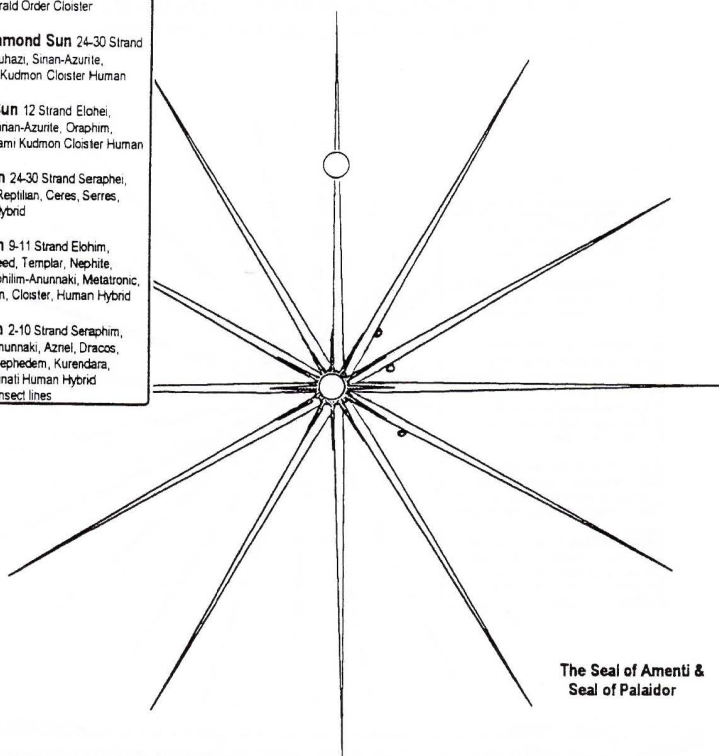 rald Order Cloister
mond Sun 24-30 Strand
uhazi, Sinan-Azurite,
Kudmon Cloister Human
un 12 Strand Elohei,
nan-Azurite, Oraphim,
ami Kudmon Cloister Human
n 24-30 Strand Seraphei,
Reptilian, Ceres, Serres,
ybrid
n 9-11 Strand Elohim,
eed, Templar, Nephite,
philim-Anunnaki, Metatronic,
n, Cloister, Human Hybrid
n 2-10 Strand Seraphim,
nunnaki, Azriel, Dracos,
ephedem, Kurendara,
inati Human Hybrid
nsect lines
The Seal of Amenti &
Seal of Palaidor